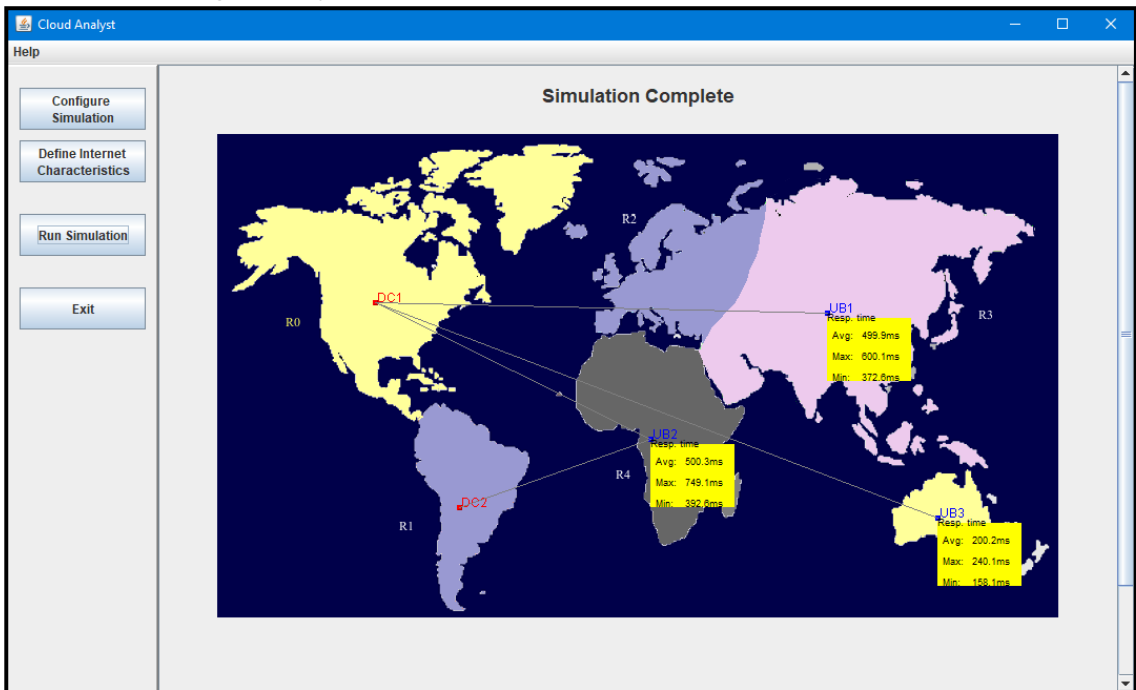 Cloud Analyst
Help
Configure
Simulation
Define Internet
Characteristics
Run Simulation
Exit
Simulation Complete
R2
DC1
R0
UB1
Resp. time
Avg: 499.9ms
Max: 600.1ms
Min: 372.6ms
R3
UB2
Resp. time
Avg: 500.3ms
Max: 749.1ms
Min: 392.6ms
R4
DC2
R1
UB3
Resp. time
Avg: 200.2ms
Max: 240.1ms
Min: 158.1ms